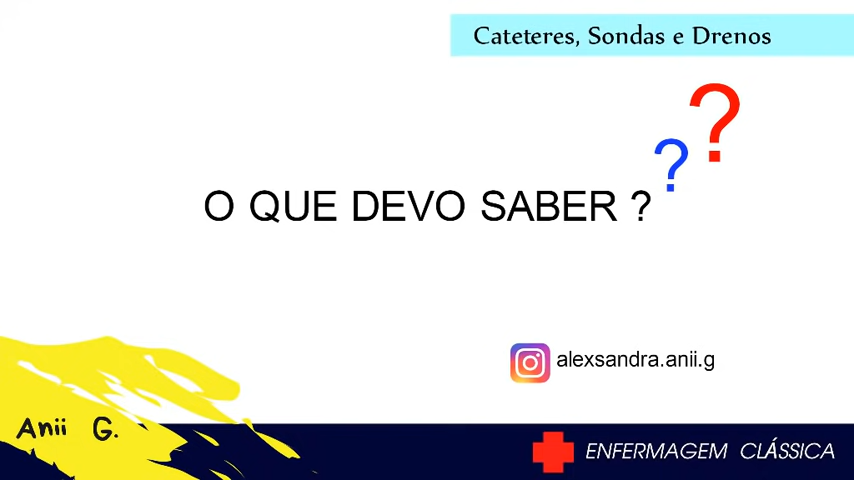 Cateteres, Sondas e Drenos
? ?
O QUE DEVO SABER ?
alexsandra.anii.g
Anii G.
ENFERMAGEM CLÁSSICA